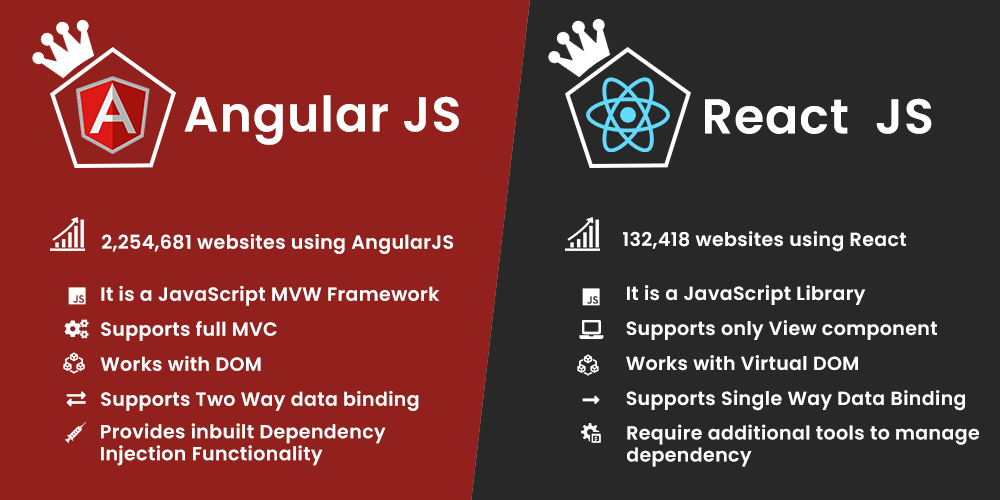 Angular JS
2,254,681 websites using AngularJS
JS
It is a JavaScript MVW Framework
Supports full MVC
Works with DOM
Supports Two Way data binding
Provides inbuilt Dependency
Injection Functionality
React JS
132,418 websites using React
JS
It is a JavaScript Library
Supports only View component
Works with Virtual DOM
Supports Single Way Data Binding
Require additional tools to manage
dependency